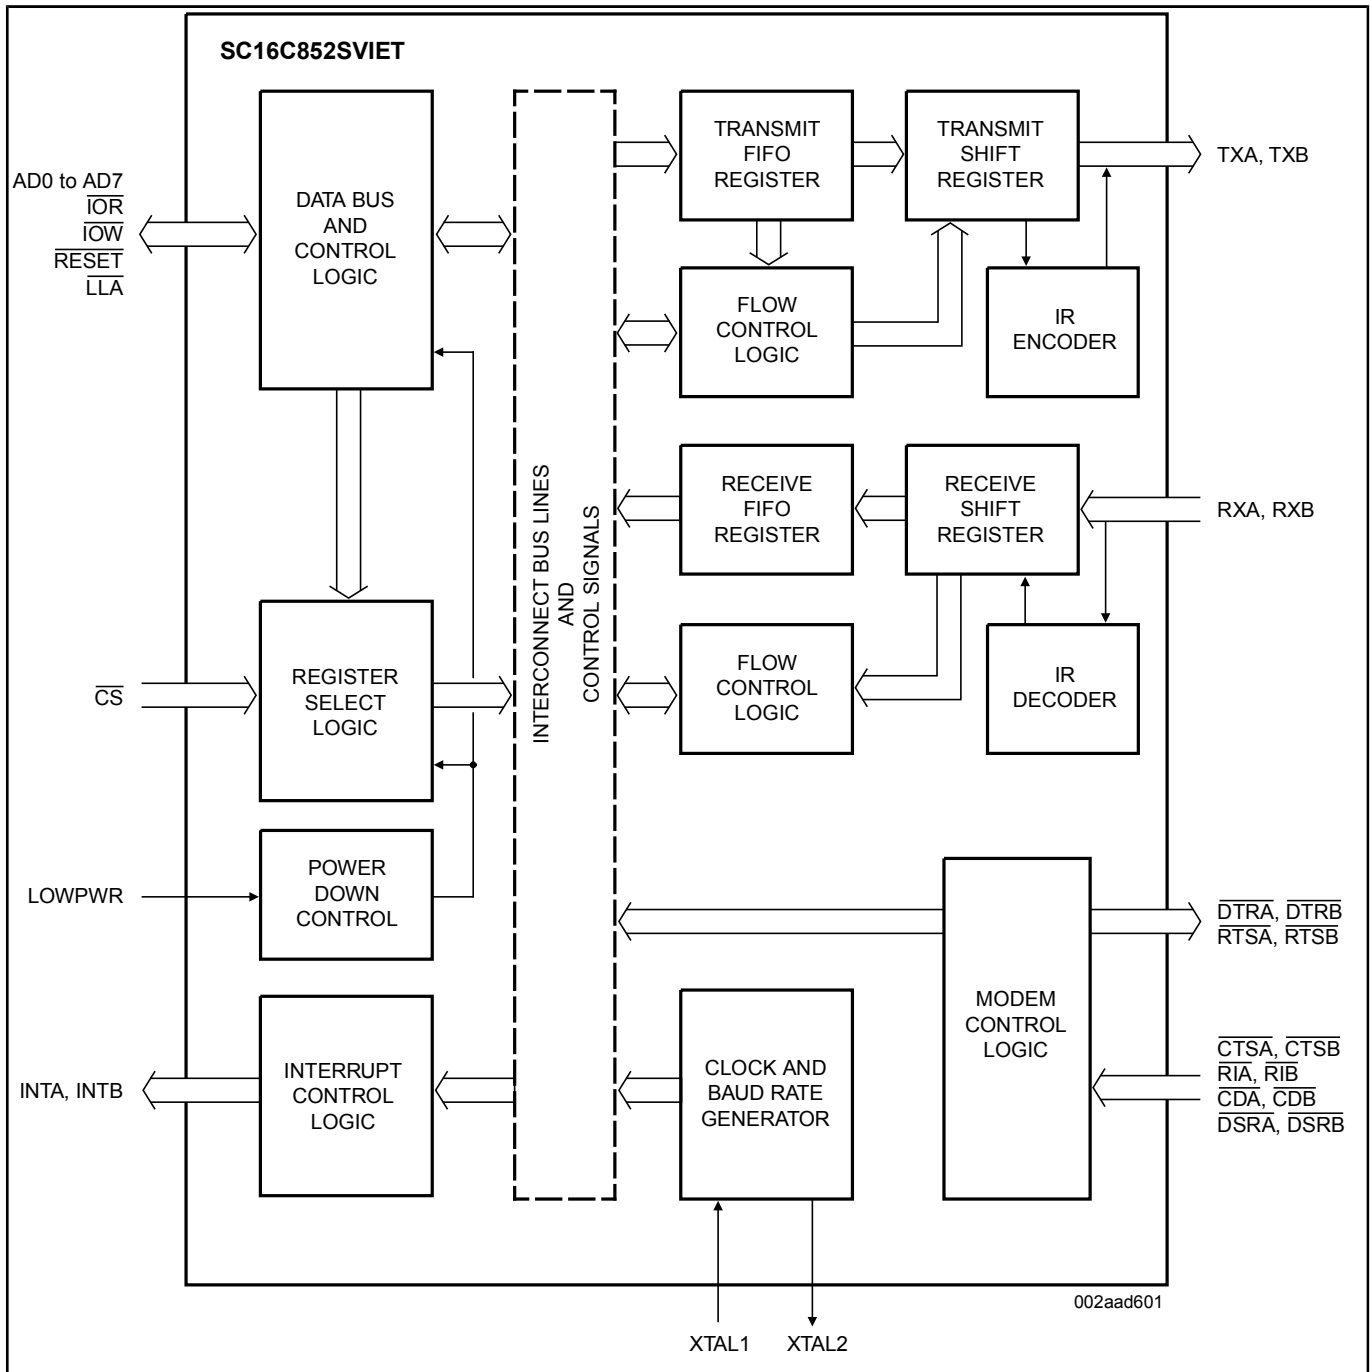 SC16C852SVIET
AD0 to AD7
IOR
IOW
RESET
LLA
DATA BUS
AND
CONTROL
LOGIC
TRANSMIT
FIFO
REGISTER
TRANSMIT
SHIFT
REGISTER
TXA, TXB
FLOW
CONTROL
LOGIC
IR
ENCODER
INTERCONNECT BUS LINES
AND
CONTROL SIGNALS
RECEIVE
FIFO
REGISTER
RECEIVE
SHIFT
REGISTER
RXA, RXB
CS
REGISTER
SELECT
LOGIC
FLOW
CONTROL
LOGIC
IR
DECODER
LOWPWR
POWER
DOWN
CONTROL
DTRA, DTRB
RTSA, RTSB
MODEM
CONTROL
LOGIC
INTA, INTB
INTERRUPT
CONTROL
LOGIC
CLOCK AND
BAUD RATE
GENERATOR
CTSA, CTSB
RIA, RIB
CDA, CDB
DSRA, DSRB
002aad601
XTAL1
XTAL2